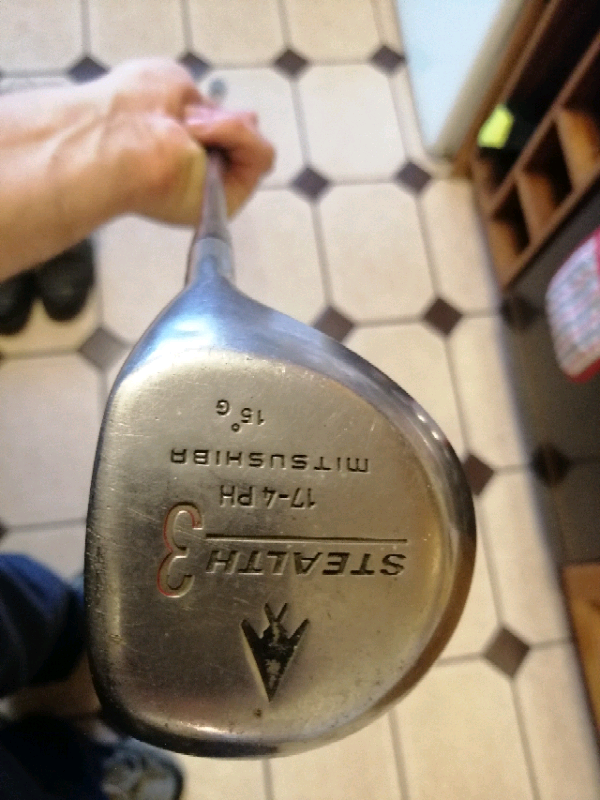 STEALTH 3
17-4 PH
MITSUSHIBA
15° G